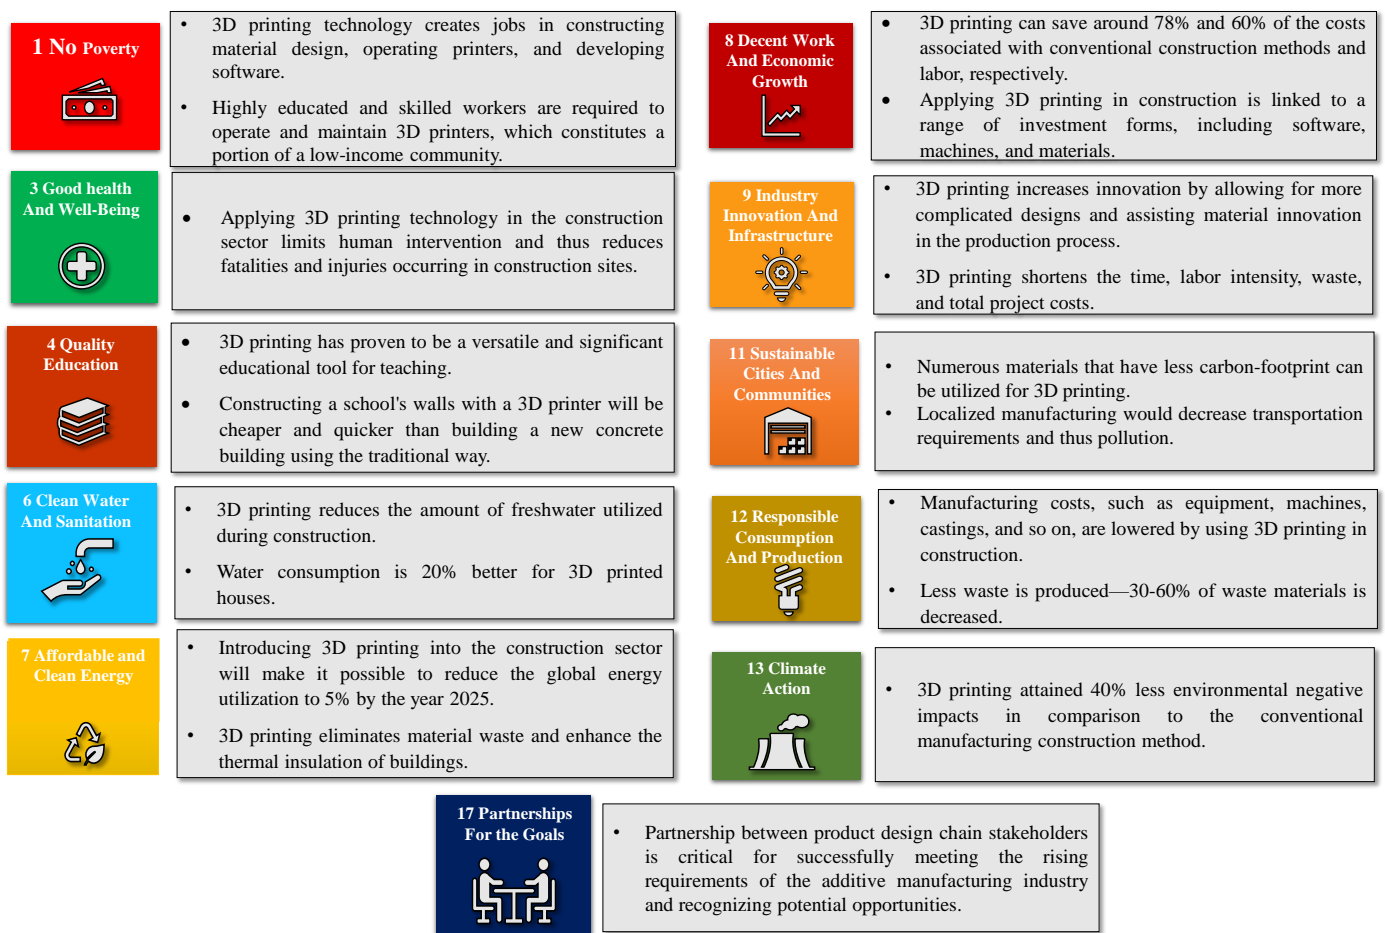 1 No Poverty
• 3D printing technology creates jobs in constructing
material design, operating printers, and developing
software.
• Highly educated and skilled workers are required to
operate and maintain 3D printers, which constitutes a
portion of a low-income community.
3 Good health
And Well-Being
• Applying 3D printing technology in the construction
sector limits human intervention and thus reduces
fatalities and injuries occurring in construction sites.
4 Quality
Education
• 3D printing has proven to be a versatile and significant
educational tool for teaching.
• Constructing a school's walls with a 3D printer will be
cheaper and quicker than building a new concrete
building using the traditional way.
6 Clean Water
And Sanitation
• 3D printing reduces the amount of freshwater utilized
during construction.
• Water consumption is 20% better for 3D printed
houses.
7 Affordable and
Clean Energy
• Introducing 3D printing into the construction sector
will make it possible to reduce the global energy
utilization to 5% by the year 2025.
• 3D printing eliminates material waste and enhance the
thermal insulation of buildings.
8 Decent Work
And Economic
Growth
• 3D printing can save around 78% and 60% of the costs
associated with conventional construction methods and
labor, respectively.
• Applying 3D printing in construction is linked to a
range of investment forms, including software,
machines, and materials.
9 Industry
Innovation And
Infrastructure
• 3D printing increases innovation by allowing for more
complicated designs and assisting material innovation
in the production process.
• 3D printing shortens the time, labor intensity, waste,
and total project costs.
11 Sustainable
Cities And
Communities
• Numerous materials that have less carbon-footprint can
be utilized for 3D printing.
• Localized manufacturing would decrease transportation
requirements and thus pollution.
12 Responsible
Consumption
And Production
• Manufacturing costs, such as equipment, machines,
castings, and so on, are lowered by using 3D printing in
construction.
• Less waste is produced—30-60% of waste materials is
decreased.
13 Climate
Action
• 3D printing attained 40% less environmental negative
impacts in comparison to the conventional
manufacturing construction method.
17 Partnerships
For the Goals
• Partnership between product design chain stakeholders
is critical for successfully meeting the rising
requirements of the additive manufacturing industry
and recognizing potential opportunities.